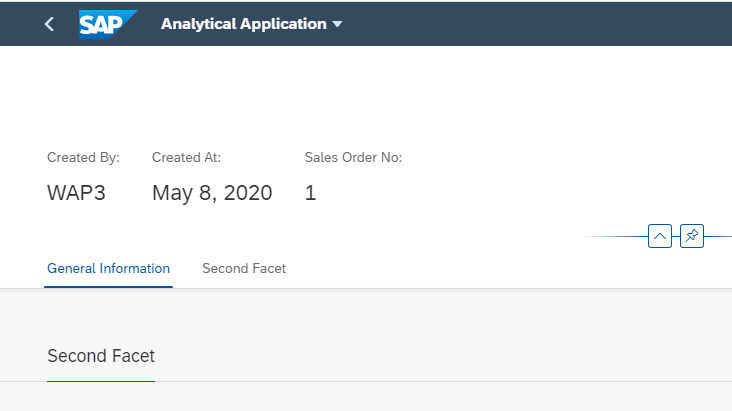 SAP Analytical Application
Created By: Created At: Sales Order No:
WAP3 May 8, 2020 1
General Information Second Facet
Second Facet